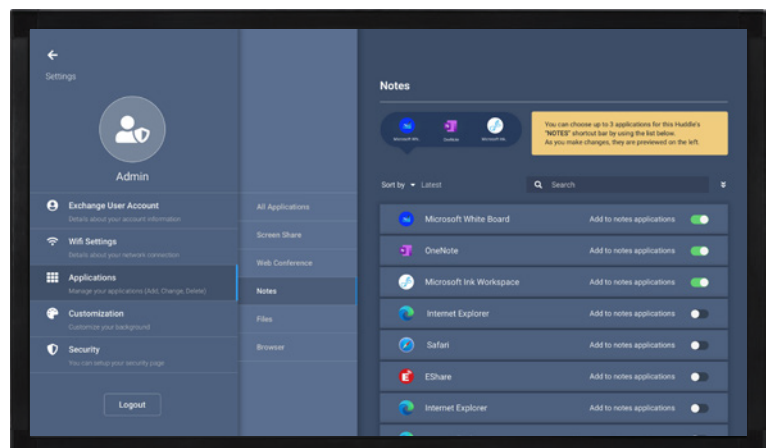 Settings
Admin
Exchange User Account
Details about your account information
Wifi Settings
Details about your network connection
Applications
Manage your applications (Add, Change, Delete)
Customization
Customize your background
Security
You can setup your security page
Logout
All Applications
Screen Share
Web Conference
Notes
Files
Browser
Notes
OneNote
You can choose up to 3 applications for this Huddle's
"NOTES" shortcut bar by using the list below.
As you make changes, they are previewed on the
left.
Sort by Latest
Search
Microsoft White Board Add to notes applications
OneNote Add to notes applications
Microsoft Ink Workspace Add to notes applications
Internet Explorer Add to notes applications
Safari Add to notes applications
EShare Add to notes applications
Internet Explorer Add to notes applications